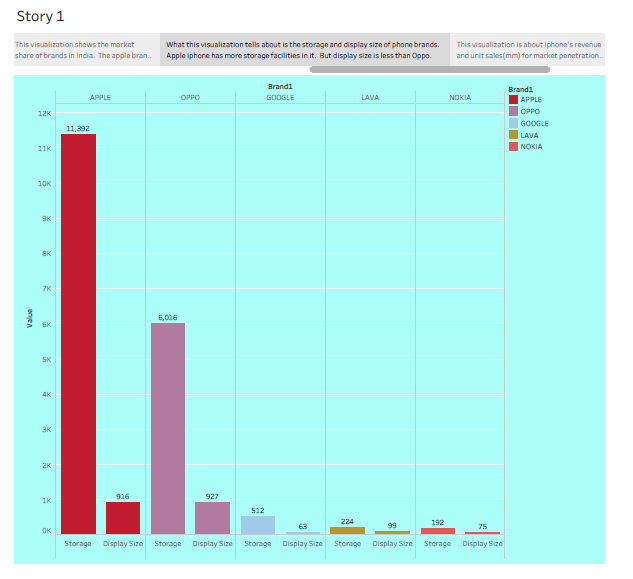 Story 1
This visualization shows the market
share of brands in India. The apple bran..
What this visualization tells about is the storage and display size of phone brands.
Apple iphone has more storage facilities in it. But display size is less than Oppo.
This visualization is about iphone's revenue
and unit sales(mm) for market penetration..
Brand1
APPLE OPPO GOOGLE LAVA NOKIA
Brand1
APPLE
OPPO
GOOGLE
LAVA
NOKIA
Value
12K
11K
10K
9K
8K
7K
6K
5K
4K
3K
2K
1K
0K
11,392
916
6,016
927
512
63
224
99
192
75
Storage Display Size Storage Display Size Storage Display Size Storage Display Size Storage Display Size